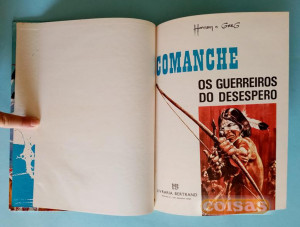 Hermann e Greg
COMANCHE
OS GUERREIROS
DO DESESPERO
LIVRARIA BERTRAND
coisas